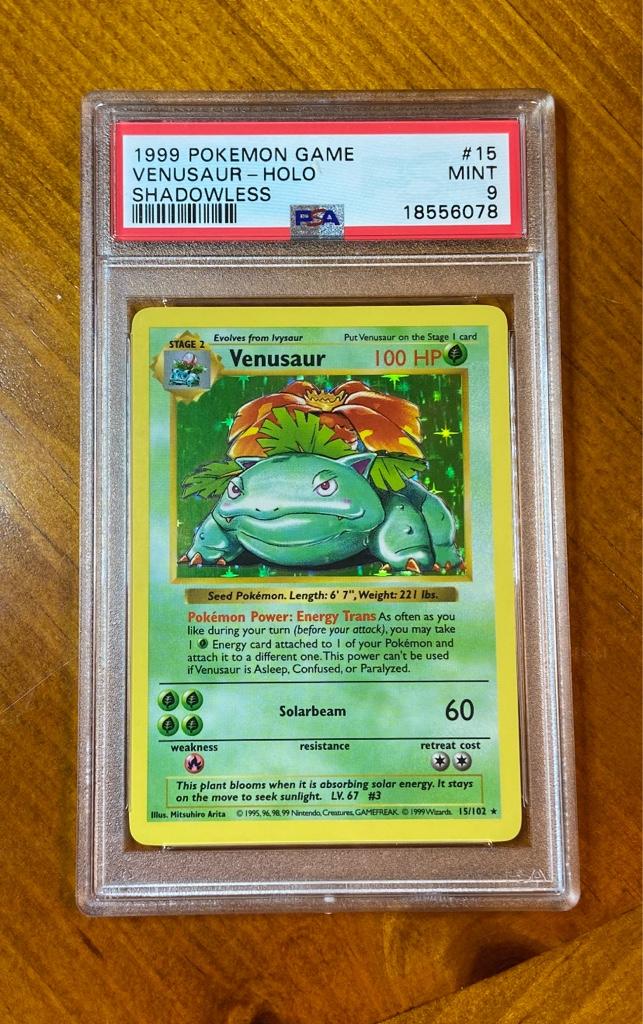 1999 POKEMON GAME #15
VENUSAUR - HOLO MINT
SHADOWLESS 9
PSA 18556078
STAGE 2 Evolves from Ivysaur Put Venusaur on the Stage 1 card
Venusaur 100 HP
Seed Pokémon. Length: 6' 7", Weight: 221 lbs.
Pokémon Power: Energy Trans As often as you
like during your turn (before your attack), you may take
1 Energy card attached to 1 of your Pokémon and
attach it to a different one. This power can't be used
if Venusaur is Asleep, Confused, or Paralyzed.
Solarbeam 60
weakness resistance retreat cost
This plant blooms when it is absorbing solar energy. It stays
on the move to seek sunlight. LV. 67 #3
Illus. Mitsuhiro Arita © 1995, 96, 98, 99 Nintendo, Creatures, GAMEFREAK. © 1999 Wizards. 15/102 ★